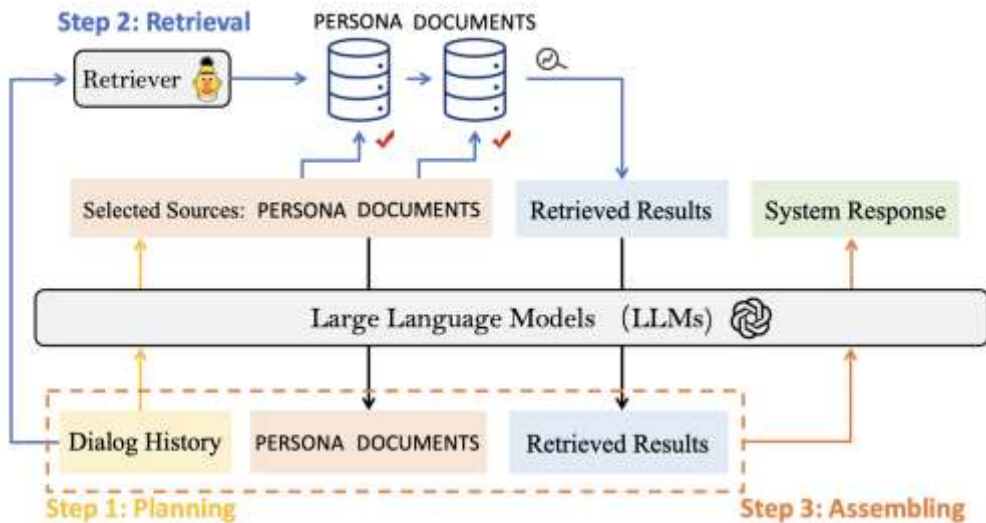 Step 2: Retrieval
PERSONA DOCUMENTS
Retriever
Selected Sources: PERSONA DOCUMENTS
Retrieved Results
System Response
Large Language Models (LLMs)
Dialog History
PERSONA DOCUMENTS
Retrieved Results
Step 1: Planning
Step 3: Assembling